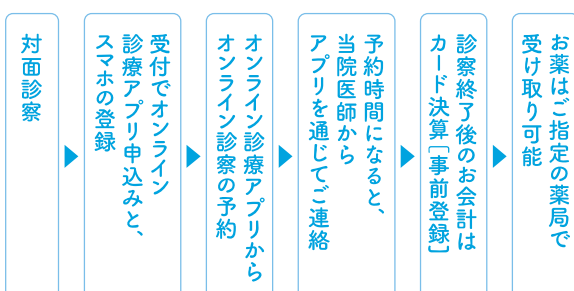 対面診察
受付でオンライン
診療アプリ申込みと、
スマホの登録
オンライン診療アプリから
オンライン診察の予約
予約時間になると、
当院医師から
アプリを通じてご連絡
診察終了後のお会計は
カード決算［事前登録］
お薬はご指定の薬局で
受け取り可能